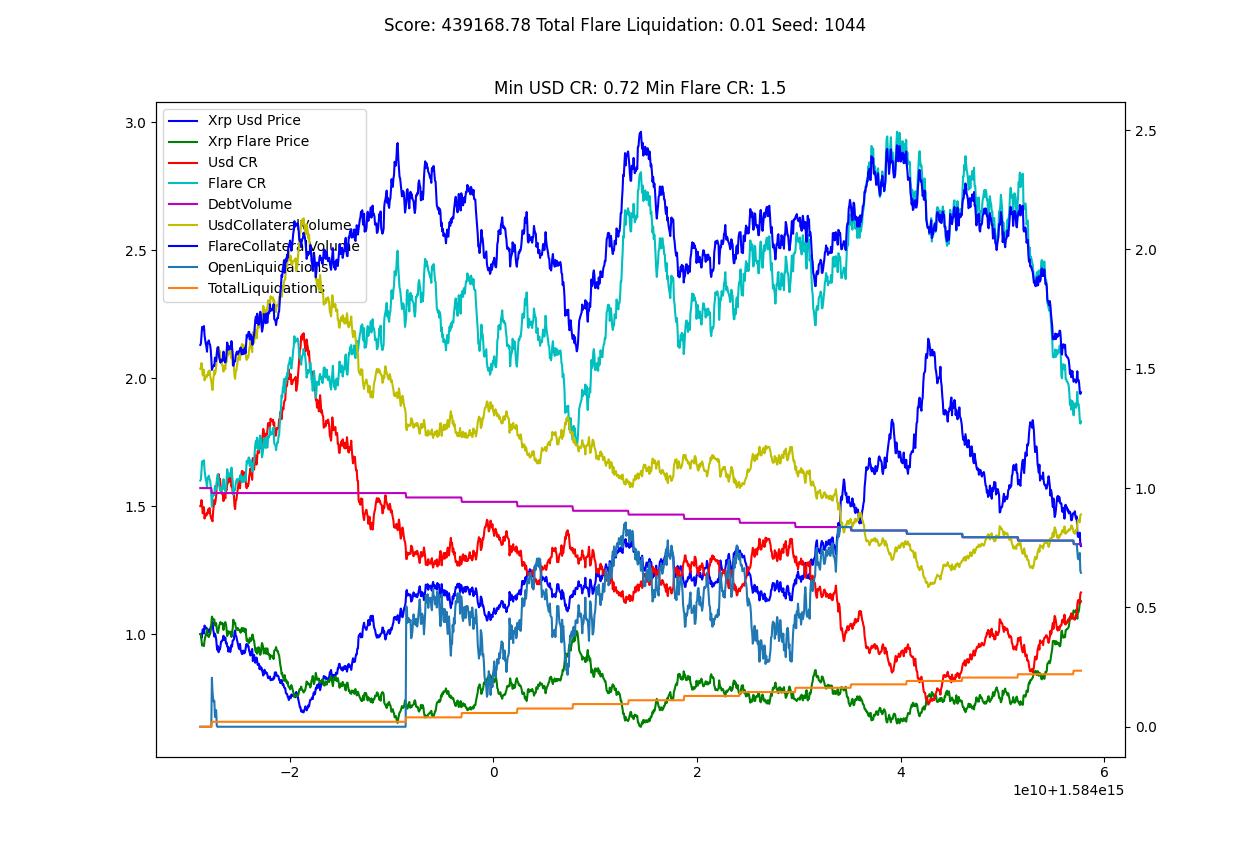 Score: 439168.78 Total Flare Liquidation: 0.01 Seed: 1044
Min USD CR: 0.72 Min Flare CR: 1.5
Xrp Usd Price
Xrp Flare Price
Usd CR
Flare CR
DebtVolume
UsdCollateralVolume
FlareCollateralVolume
OpenLiquidations
TotalLiquidations
3.0
2.5
2.0
1.5
1.0
2.5
2.0
1.5
1.0
0.5
0.0
−2
0
2
4
6
1e10+1.584e15